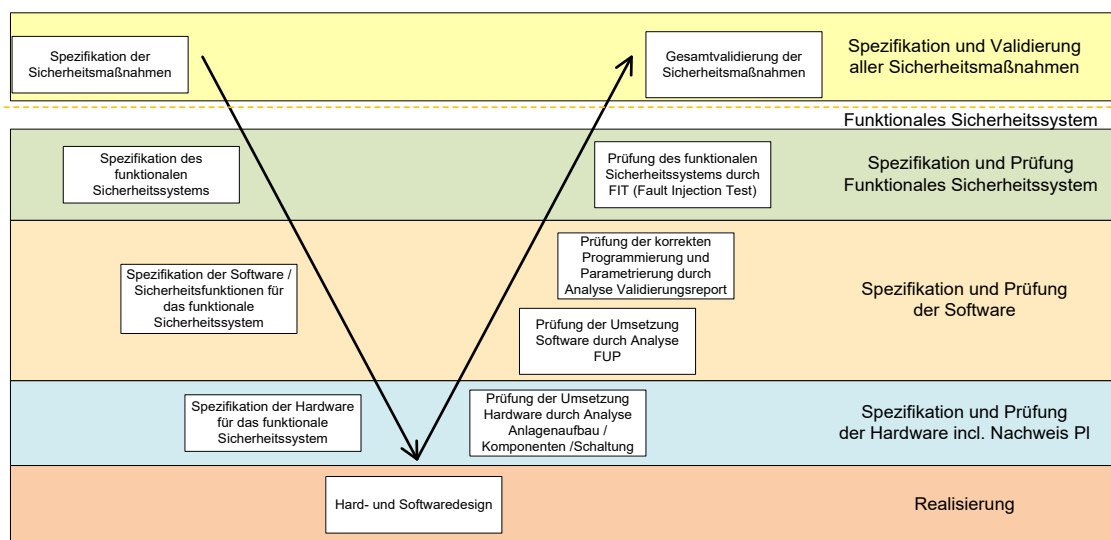 Spezifikation der
Sicherheitsmaßnahmen
Gesamtvalidierung der
Sicherheitsmaßnahmen
Spezifikation und Validierung
aller Sicherheitsmaßnahmen
Funktionales Sicherheitssystem
Spezifikation des
funktionalen
Sicherheitssystems
Prüfung des funktionalen
Sicherheitssystems durch
FIT (Fault Injection Test)
Spezifikation und Prüfung
Funktionales Sicherheitssystem
Spezifikation der Software /
Sicherheitsfunktionen für
das funktionale
Sicherheitssystem
Prüfung der korrekten
Programmierung und
Parametrierung durch
Analyse Validierungsreport
Prüfung der Umsetzung
Software durch Analyse
FUP
Spezifikation und Prüfung
der Software
Spezifikation der Hardware
für das funktionale
Sicherheitssystem
Prüfung der Umsetzung
Hardware durch Analyse
Anlagenaufbau /
Komponenten /Schaltung
Spezifikation und Prüfung
der Hardware incl. Nachweis Pl
Hard- und Softwaredesign
Realisierung